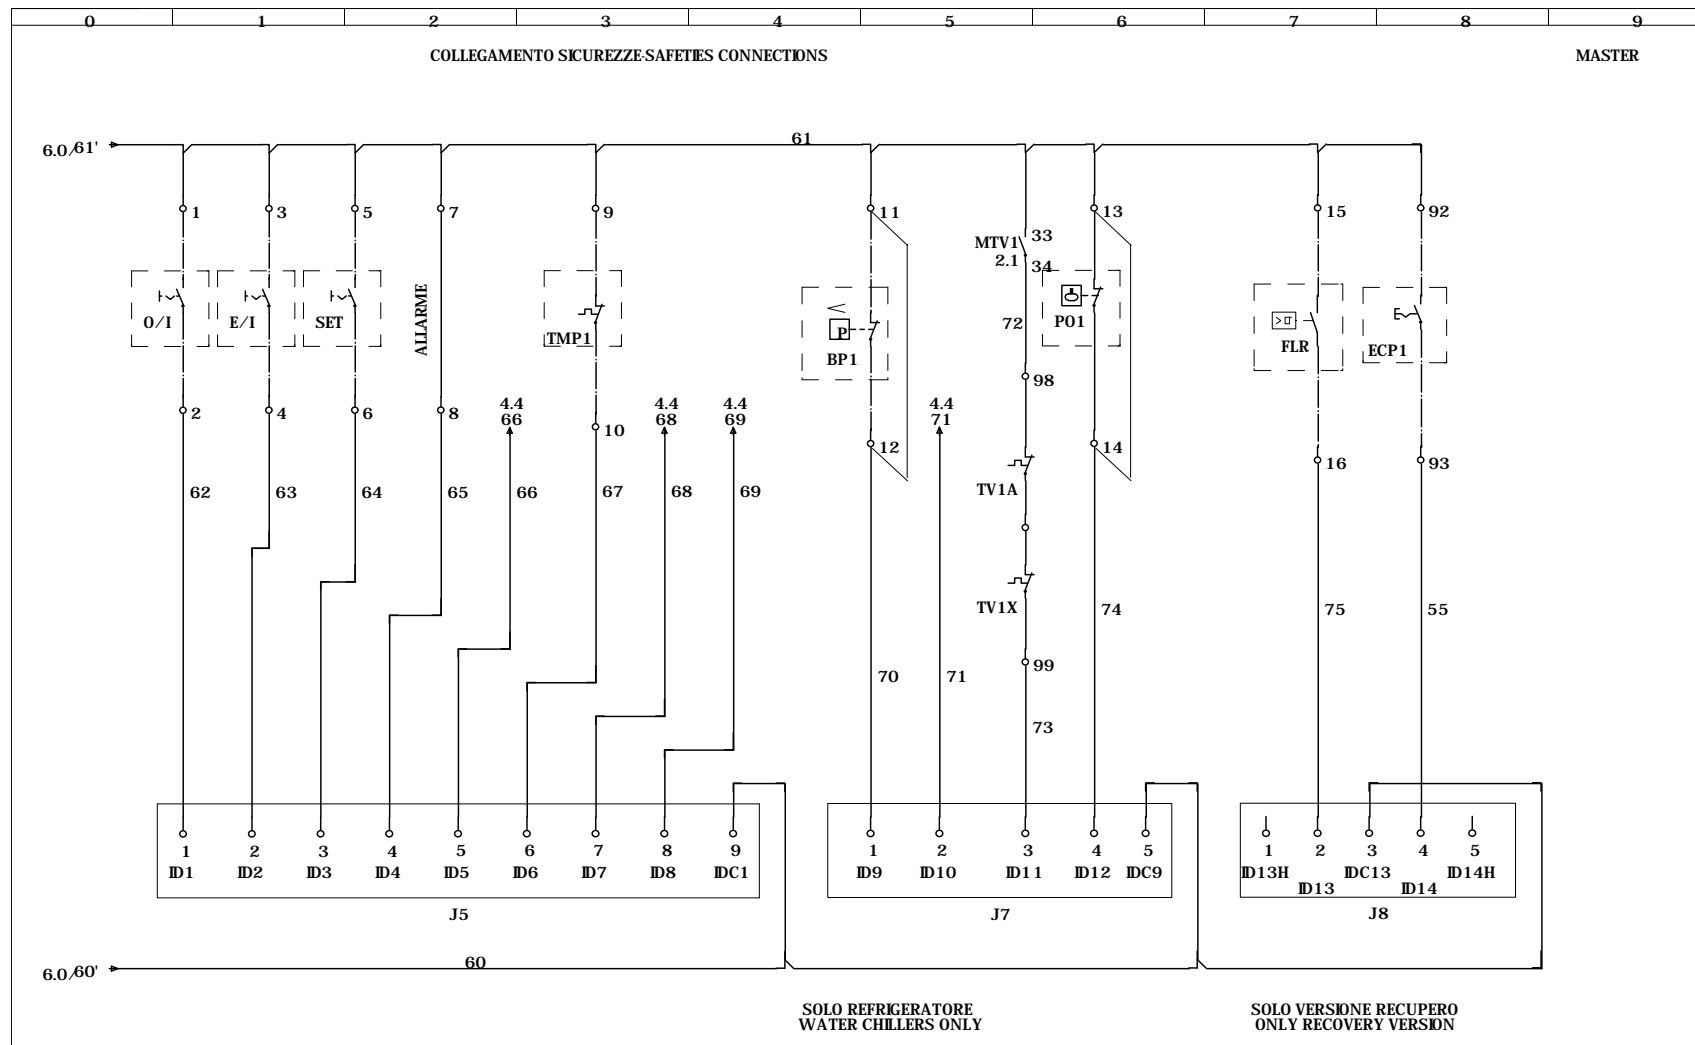 0 1 2 3 4 5 6 7 8 9
COLLEGAMENTO SICUREZZE-SAFETIES CONNECTIONS
MASTER
6.0/61'
61
1 3 5 7 9 11 13 15 92
33
MTV1
2.1
34
ALLARME
O/I E/I SET TMP1 P BP1 PO1 FLR ECP1
72
98
2 4 6 8 10 12 14 16 93
4.4
66
4.4
68
4.4
69
4.4
71
62 63 64 65 66 67 68 69
TV1A
TV1X
74 75 55
99
70 71
73
1 2 3 4 5 6 7 8 9
ID1 ID2 ID3 ID4 ID5 ID6 ID7 ID8 IDC1
J5
1 2 3 4 5
ID9 ID10 ID11 ID12 IDC9
J7
1 2 3 4 5
ID13H ID13 IDC13 ID14 ID14H
J8
6.0/60'
60
SOLO REFRIGERATORE
WATER CHILLERS ONLY
SOLO VERSIONE RECUPERO
ONLY RECOVERY VERSION